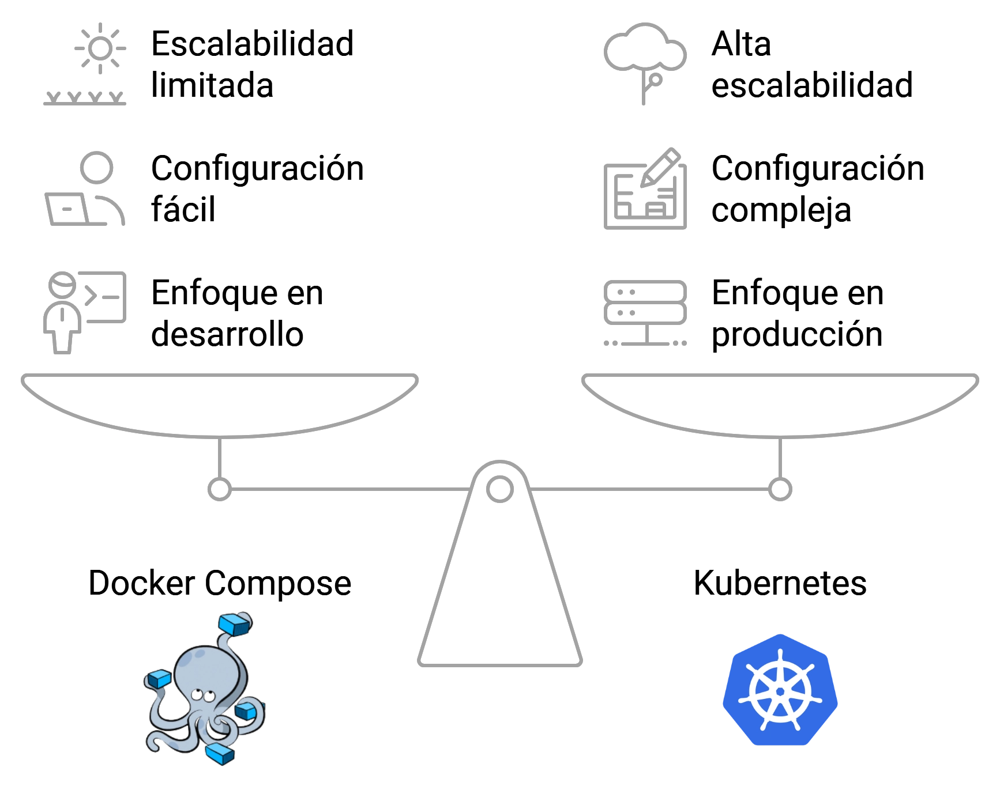 Escalabilidad
limitada
Configuración
fácil
Enfoque en
desarrollo
Alta
escalabilidad
Configuración
compleja
Enfoque en
producción
Docker Compose
Kubernetes